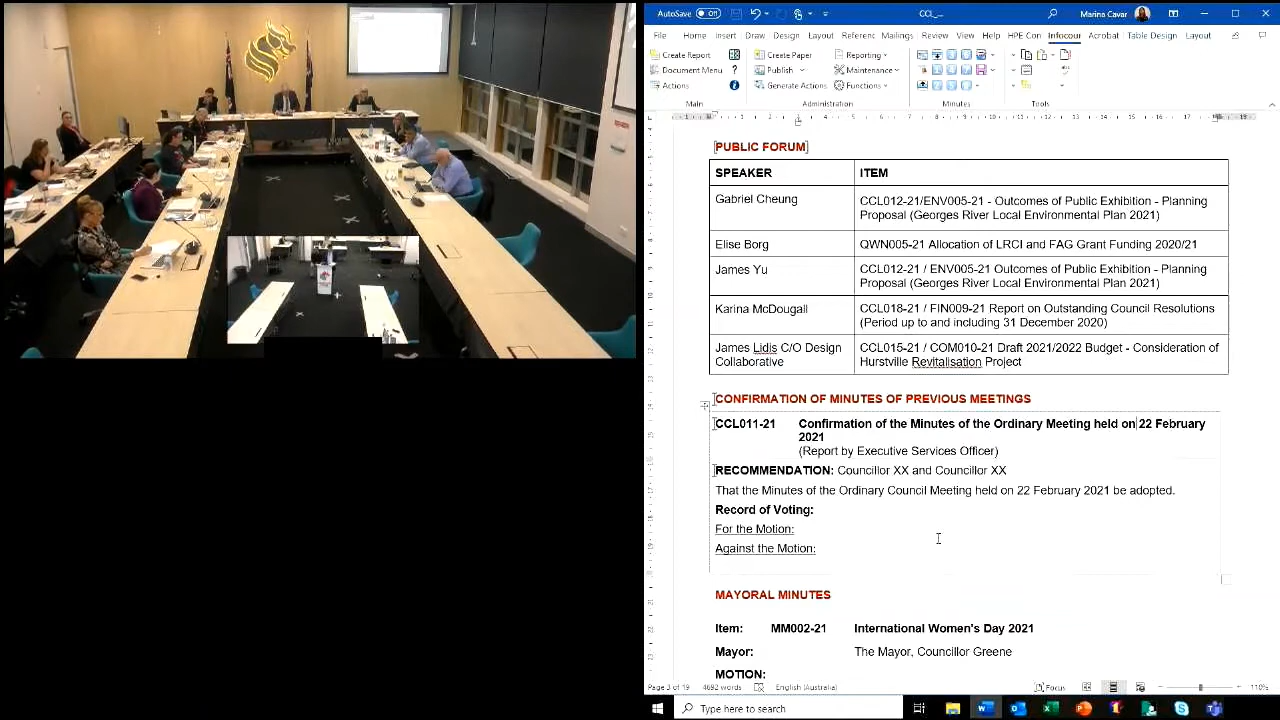 AutoSave Off CCL_... Marina Cavar
File Home Insert Draw Design Layout References Mailings Review View Help HPE Con Infocour Acrobat Table Design Layout
Create Report Create Paper Reporting
Document Menu Publish Maintenance
Actions Generate Actions Functions
Main Administration Minutes Tools
PUBLIC FORUM
SPEAKER ITEM
Gabriel Cheung CCL012-21/ENV005-21 - Outcomes of Public Exhibition - Planning
Proposal (Georges River Local Environmental Plan 2021)
Elise Borg QWN005-21 Allocation of LRCI and FAG Grant Funding 2020/21
James Yu CCL012-21 / ENV005-21 Outcomes of Public Exhibition - Planning
Proposal (Georges River Local Environmental Plan 2021)
Karina McDougall CCL018-21 / FIN009-21 Report on Outstanding Council Resolutions
(Period up to and including 31 December 2020)
James Lidis C/O Design CCL015-21 / COM010-21 Draft 2021/2022 Budget - Consideration of
Collaborative Hurstville Revitalisation Project
CONFIRMATION OF MINUTES OF PREVIOUS MEETINGS
CCL011-21 Confirmation of the Minutes of the Ordinary Meeting held on 22 February
2021
(Report by Executive Services Officer)
RECOMMENDATION: Councillor XX and Councillor XX
That the Minutes of the Ordinary Council Meeting held on 22 February 2021 be adopted.
Record of Voting:
For the Motion:
Against the Motion:
MAYORAL MINUTES
Item: MM002-21 International Women's Day 2021
Mayor: The Mayor, Councillor Greene
MOTION:
Page 3 of 19 4692 words English (Australia) Focus 110%
Type here to search